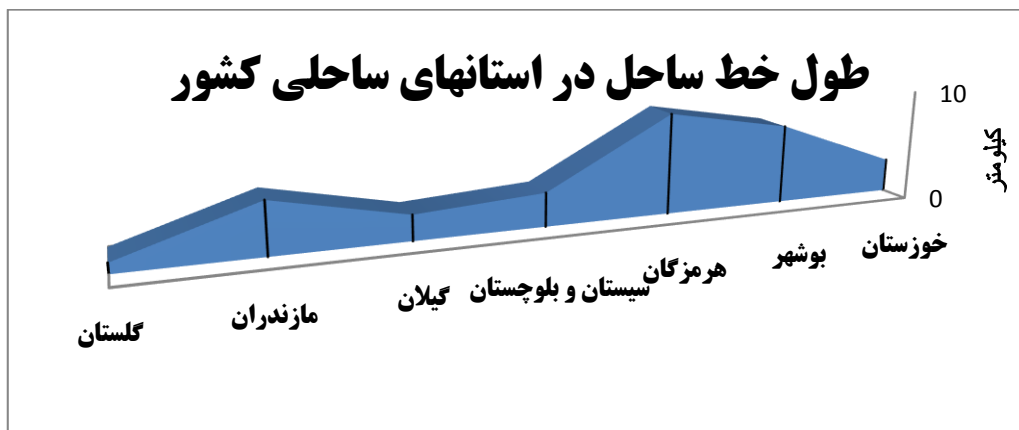 طول خط ساحل در استانهای ساحلی کشور
10
کیلومتر
0
خوزستان
بوشهر
هرمزگان
سیستان و بلوچستان
گیلان
مازندران
گلستان